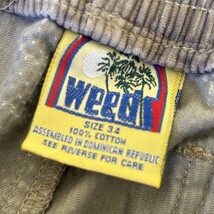 weeds
SIZE 34
100% COTTON
ASSEMBLED IN DOMINICAN REPUBLIC
SEE REVERSE FOR CARE